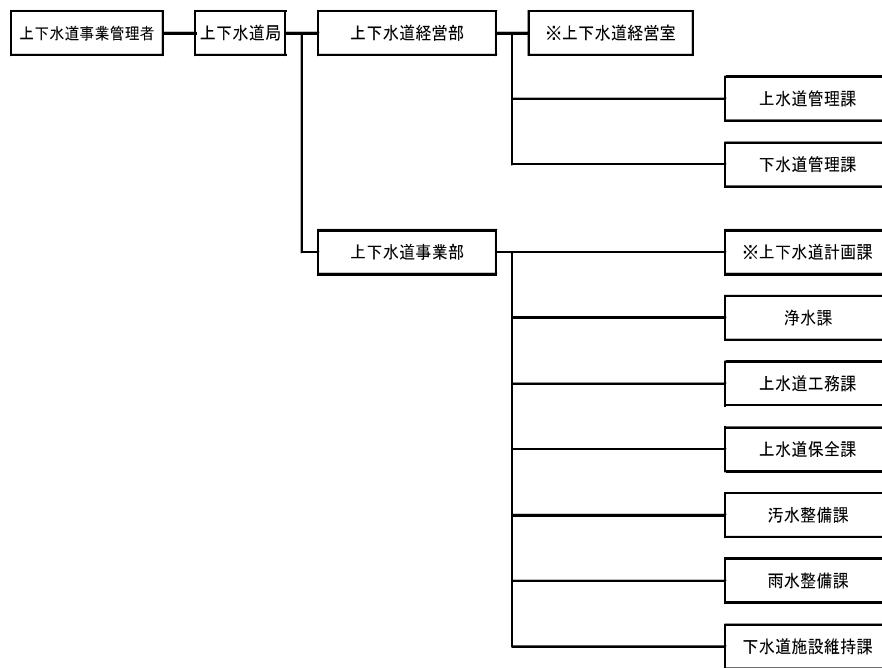 上下水道事業管理者
上下水道局
上下水道経営部
※上下水道経営室
上水道管理課
下水道管理課
上下水道事業部
※上下水道計画課
浄水課
上水道工務課
上水道保全課
汚水整備課
雨水整備課
下水道施設維持課